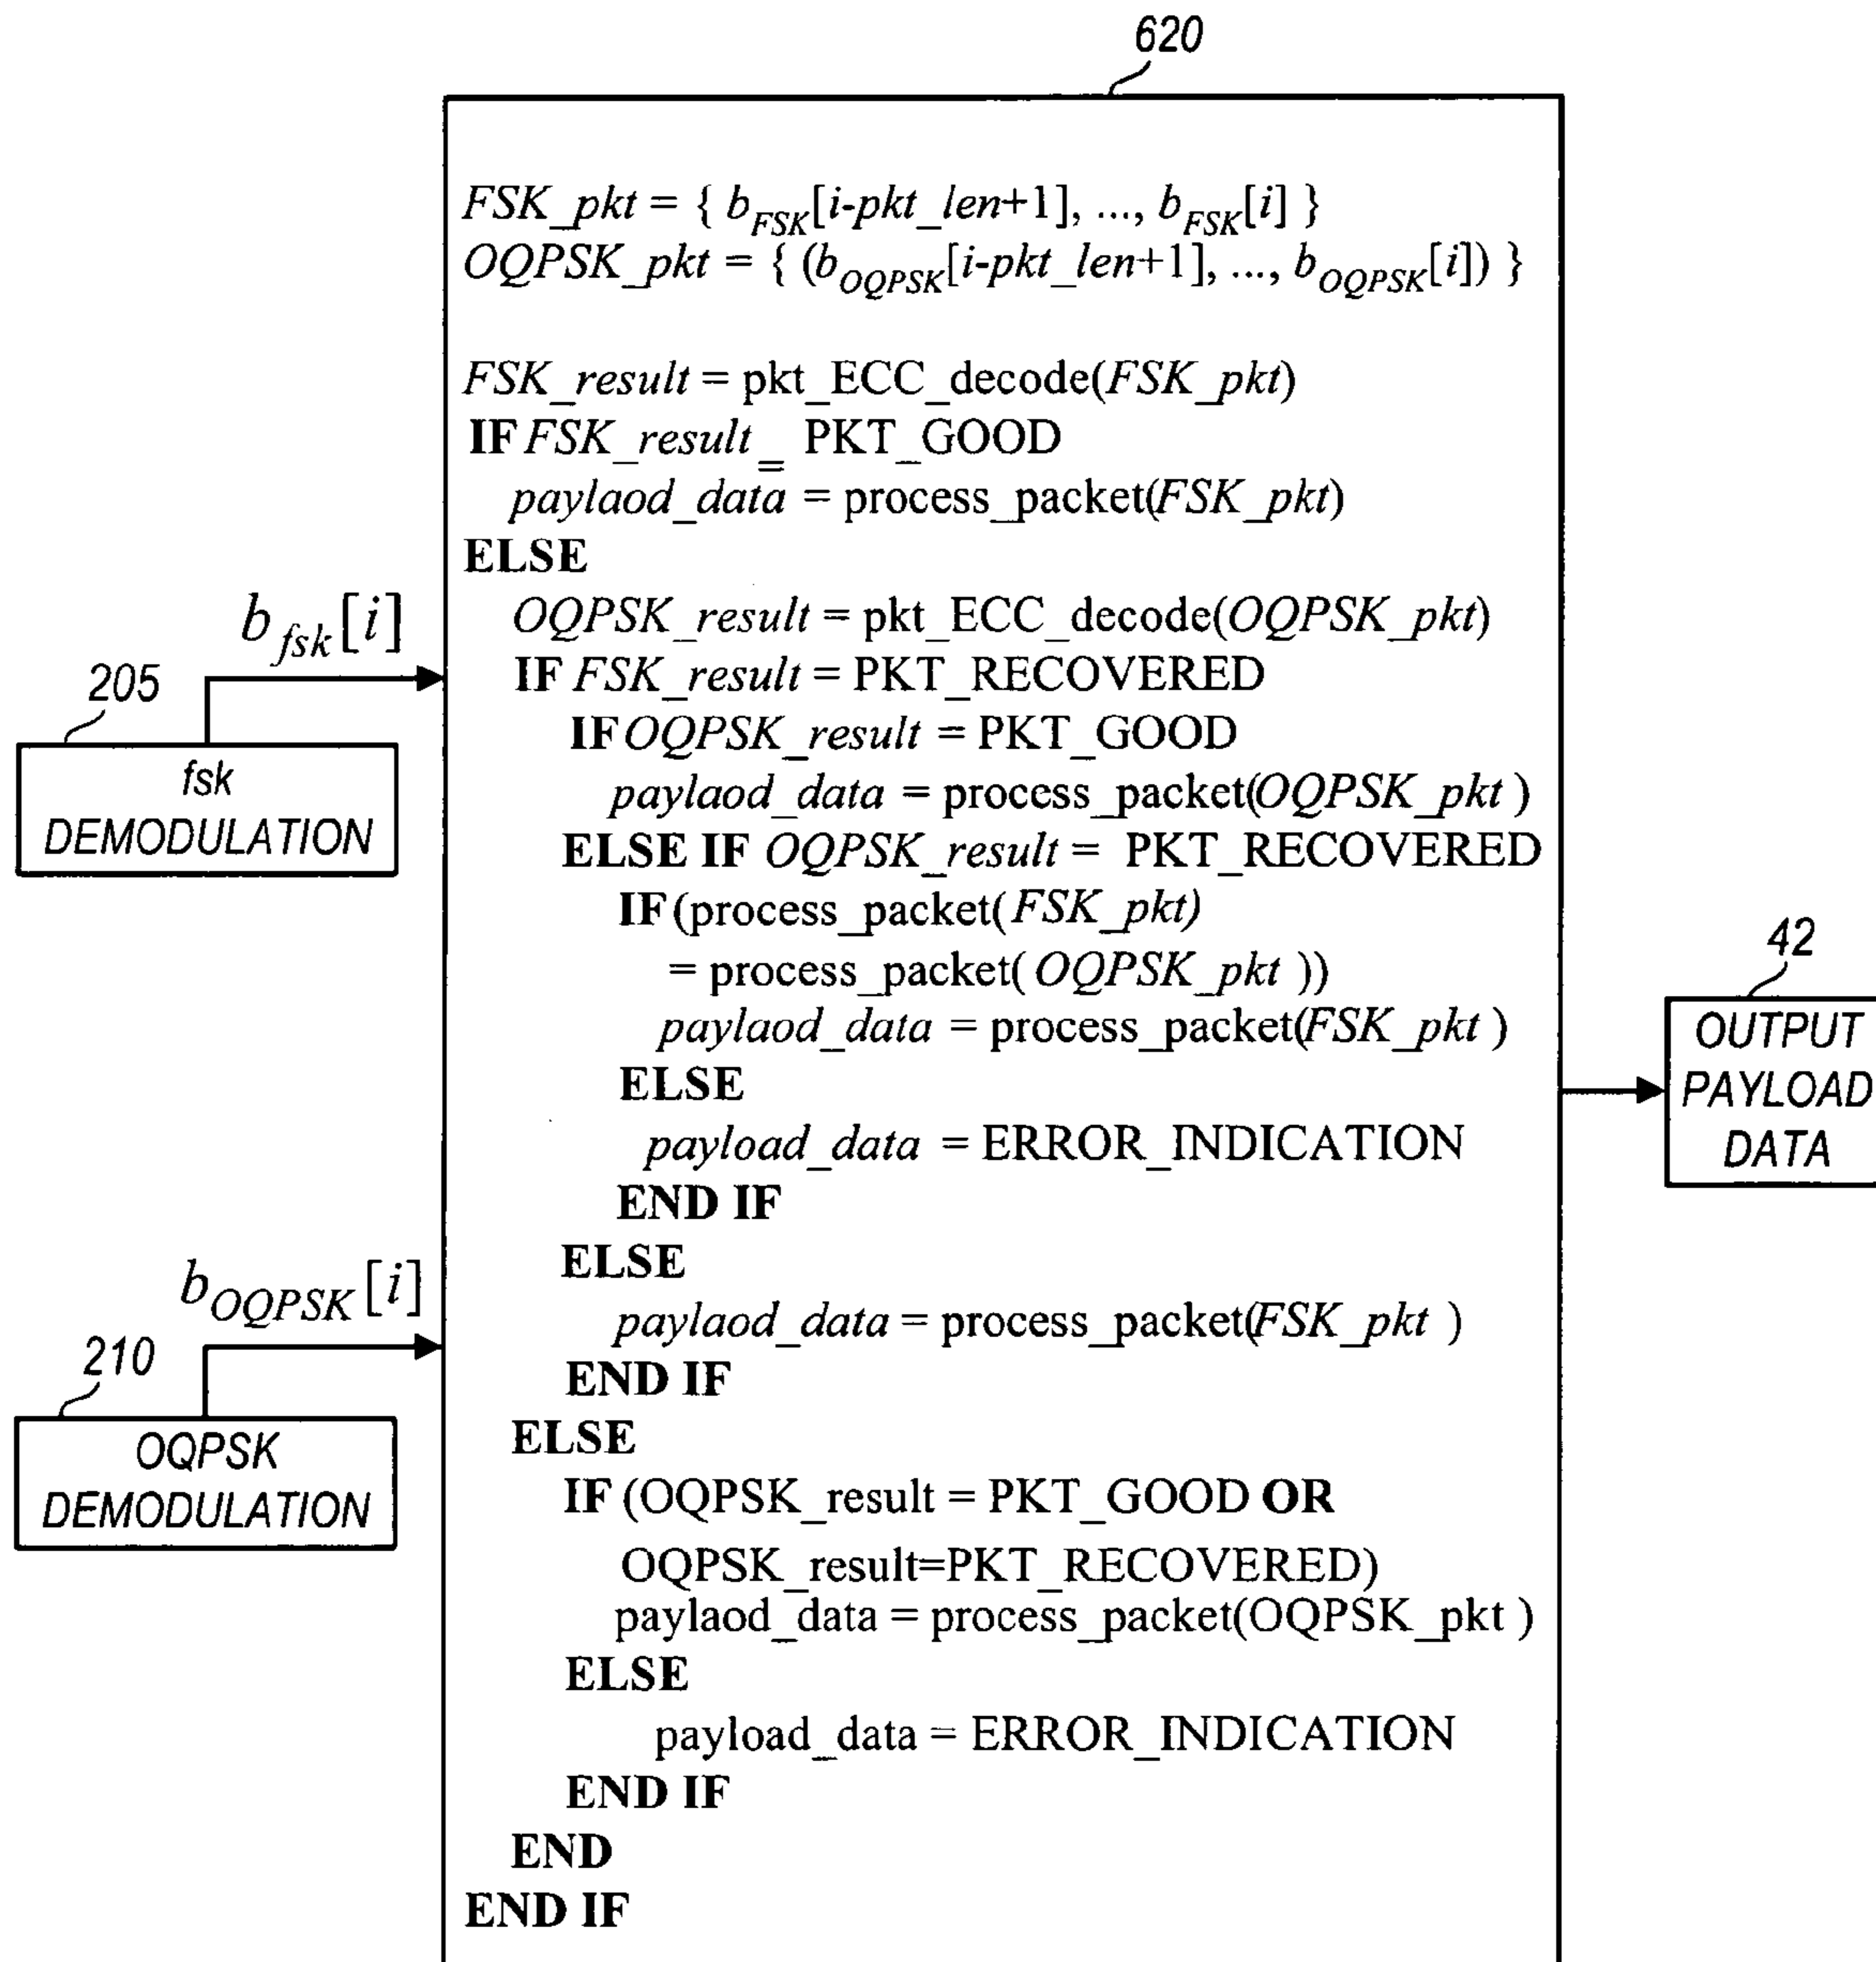 620
FSK_pkt = { b_FSK[i-pkt_len+1], ..., b_FSK[i] }
OQPSK_pkt = { (b_OQPSK[i-pkt_len+1], ..., b_OQPSK[i]) }
FSK_result = pkt_ECC_decode(FSK_pkt)
IF FSK_result = PKT_GOOD
paylaod_data = process_packet(FSK_pkt)
ELSE
OQPSK_result = pkt_ECC_decode(OQPSK_pkt)
IF FSK_result = PKT_RECOVERED
IF OQPSK_result = PKT_GOOD
paylaod_data = process_packet(OQPSK_pkt )
ELSE IF OQPSK_result = PKT_RECOVERED
IF (process_packet(FSK_pkt)
= process_packet( OQPSK_pkt ))
paylaod_data = process_packet(FSK_pkt )
ELSE
payload_data = ERROR_INDICATION
END IF
ELSE
paylaod_data = process_packet(FSK_pkt )
END IF
ELSE
IF (OQPSK_result = PKT_GOOD OR
OQPSK_result=PKT_RECOVERED)
paylaod_data = process_packet(OQPSK_pkt )
ELSE
payload_data = ERROR_INDICATION
END IF
END
END IF
b_fsk[i]
205
fsk
DEMODULATION
b_OQPSK[i]
210
OQPSK
DEMODULATION
42
OUTPUT
PAYLOAD
DATA